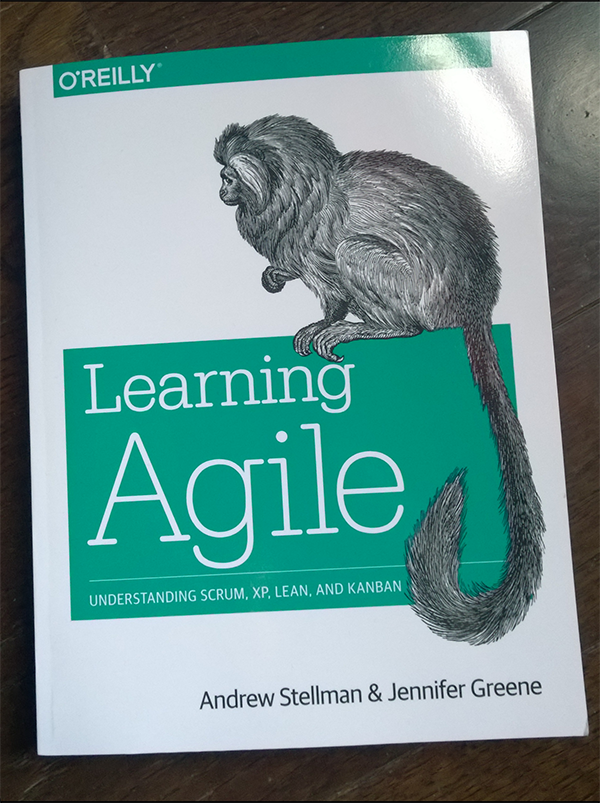 O'REILLY®
Learning
Agile
UNDERSTANDING SCRUM, XP, LEAN, AND KANBAN
Andrew Stellman & Jennifer Greene